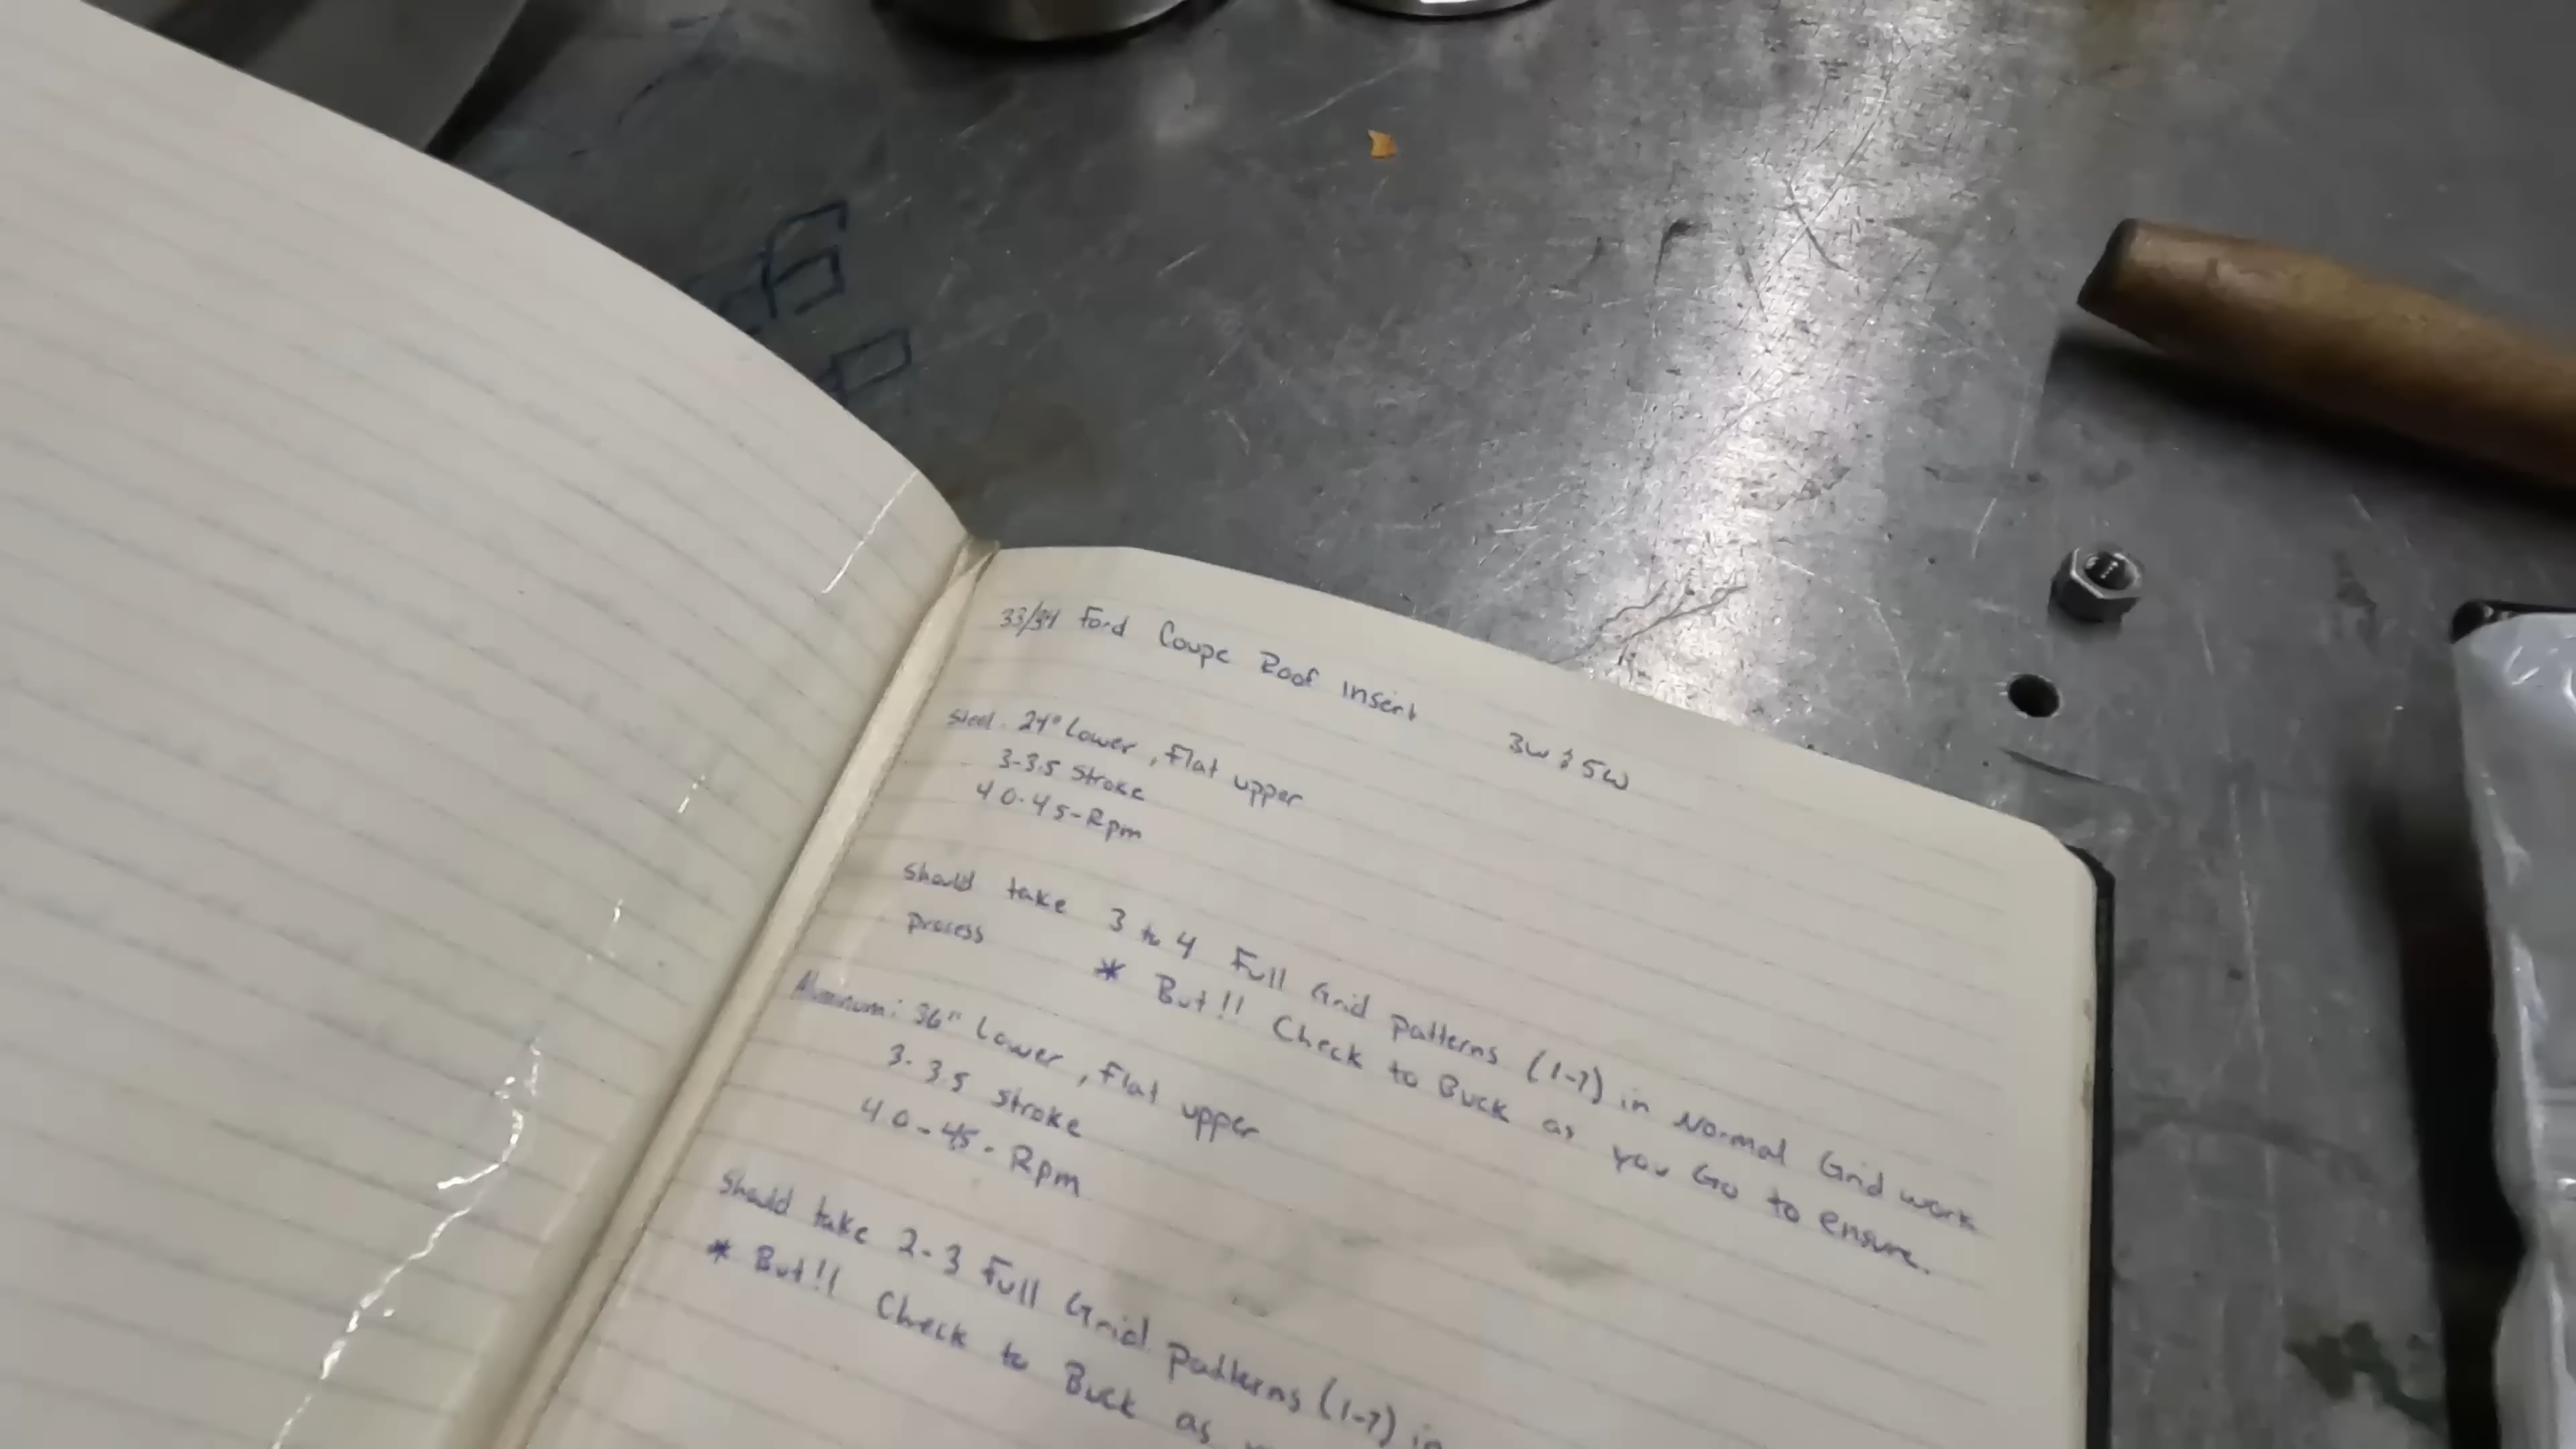 33/34 Ford Coupe Roof Insert 3w & 5w
Steel: 24" Lower, Flat upper
3-3.5 Stroke
40-45-Rpm
Should take 3 to 4 Full Grid patterns (1-7) in Normal Grid work
process * But!! Check to Buck as you Go to ensure.
Aluminum: 36" Lower, Flat upper
3-3.5 stroke
40-45-Rpm
Should take 2-3 Full Grid patterns (1-7) in
* But!! Check to Buck as